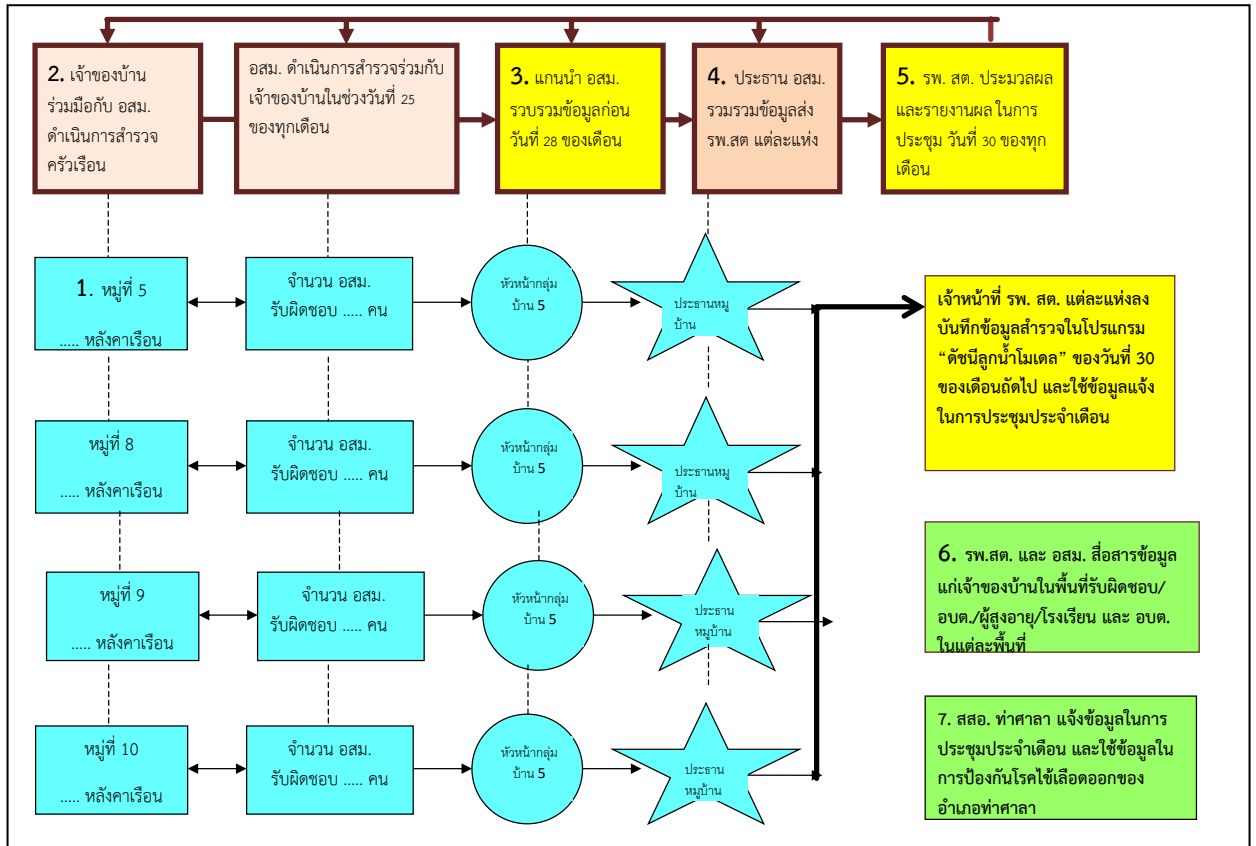 2. เจ้าของบ้าน
ร่วมมือกับ อสม.
ดำเนินการสำรวจ
ครัวเรือน
อสม. ดำเนินการสำรวจร่วมกับ
เจ้าของบ้านในช่วงวันที่ 25
ของทุกเดือน
3. แกนนำ อสม.
รวบรวมข้อมูลก่อน
วันที่ 28 ของเดือน
4. ประธาน อสม.
รวมรวมข้อมูลส่ง
รพ.สต แต่ละแห่ง
5. รพ. สต. ประมวลผล
และรายงานผล ในการ
ประชุม วันที่ 30 ของทุก
เดือน
1. หมู่ที่ 5
..... หลังคาเรือน
จำนวน อสม.
รับผิดชอบ ..... คน
หัวหน้ากลุ่ม
บ้าน 5
ประธานหมู่
บ้าน
เจ้าหน้าที่ รพ. สต. แต่ละแห่งลง
บันทึกข้อมูลสำรวจในโปรแกรม
“ดัชนีลูกน้ำโมเดล” ของวันที่ 30
ของเดือนถัดไป และใช้ข้อมูลแจ้ง
ในการประชุมประจำเดือน
หมู่ที่ 8
..... หลังคาเรือน
จำนวน อสม.
รับผิดชอบ ..... คน
หัวหน้ากลุ่ม
บ้าน 5
ประธานหมู่
บ้าน
หมู่ที่ 9
..... หลังคาเรือน
จำนวน อสม.
รับผิดชอบ ..... คน
หัวหน้ากลุ่ม
บ้าน 5
ประธาน
หมู่บ้าน
6. รพ.สต. และ อสม. สื่อสารข้อมูล
แก่เจ้าของบ้านในพื้นที่รับผิดชอบ/
อบต./ผู้สูงอายุ/โรงเรียน และ อบต.
ในแต่ละพื้นที่
หมู่ที่ 10
..... หลังคาเรือน
จำนวน อสม.
รับผิดชอบ ..... คน
หัวหน้ากลุ่ม
บ้าน 5
ประธาน
หมู่บ้าน
7. สสอ. ท่าศาลา แจ้งข้อมูลในการ
ประชุมประจำเดือน และใช้ข้อมูลใน
การป้องกันโรคไข้เลือดออกของ
อำเภอท่าศาลา